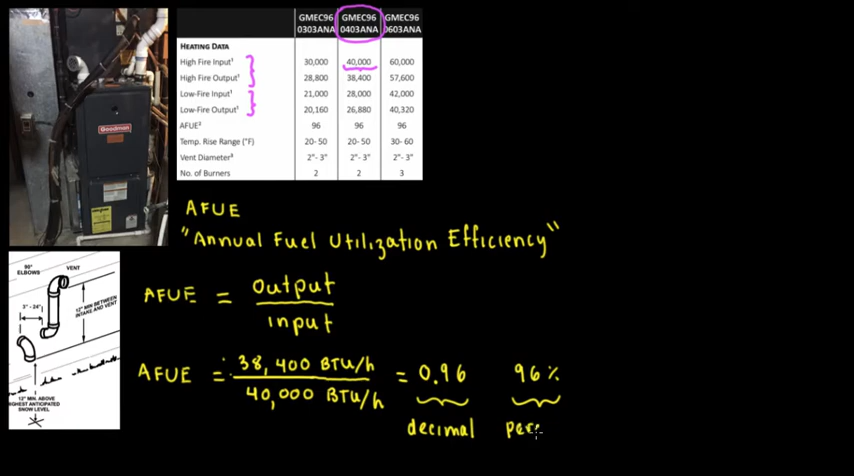 GMEC96 GMEC96 GMEC96
0303ANA 0403ANA 0603ANA
HEATING DATA
High Fire Input¹ 30,000 40,000 60,000
High Fire Output¹ 28,800 38,400 57,600
Low-Fire Input¹ 21,000 28,000 42,000
Low-Fire Output¹ 20,160 26,880 40,320
AFUE² 96 96 96
Temp. Rise Range (°F) 20-50 20-50 30-60
Vent Diameter³ 2"-3" 2"-3" 2"-3"
No. of Burners 2 2 3
Goodman
AFUE
"Annual Fuel Utilization Efficiency"
90°
ELBOWS
VENT
3" - 24"
12" MIN BETWEEN
INTAKE AND VENT
12" MIN. ABOVE
HIGHEST ANTICIPATED
SNOW LEVEL
AFUE = output
input
AFUE = 38,400 BTU/h = 0.96 96%
40,000 BTU/h
decimal per